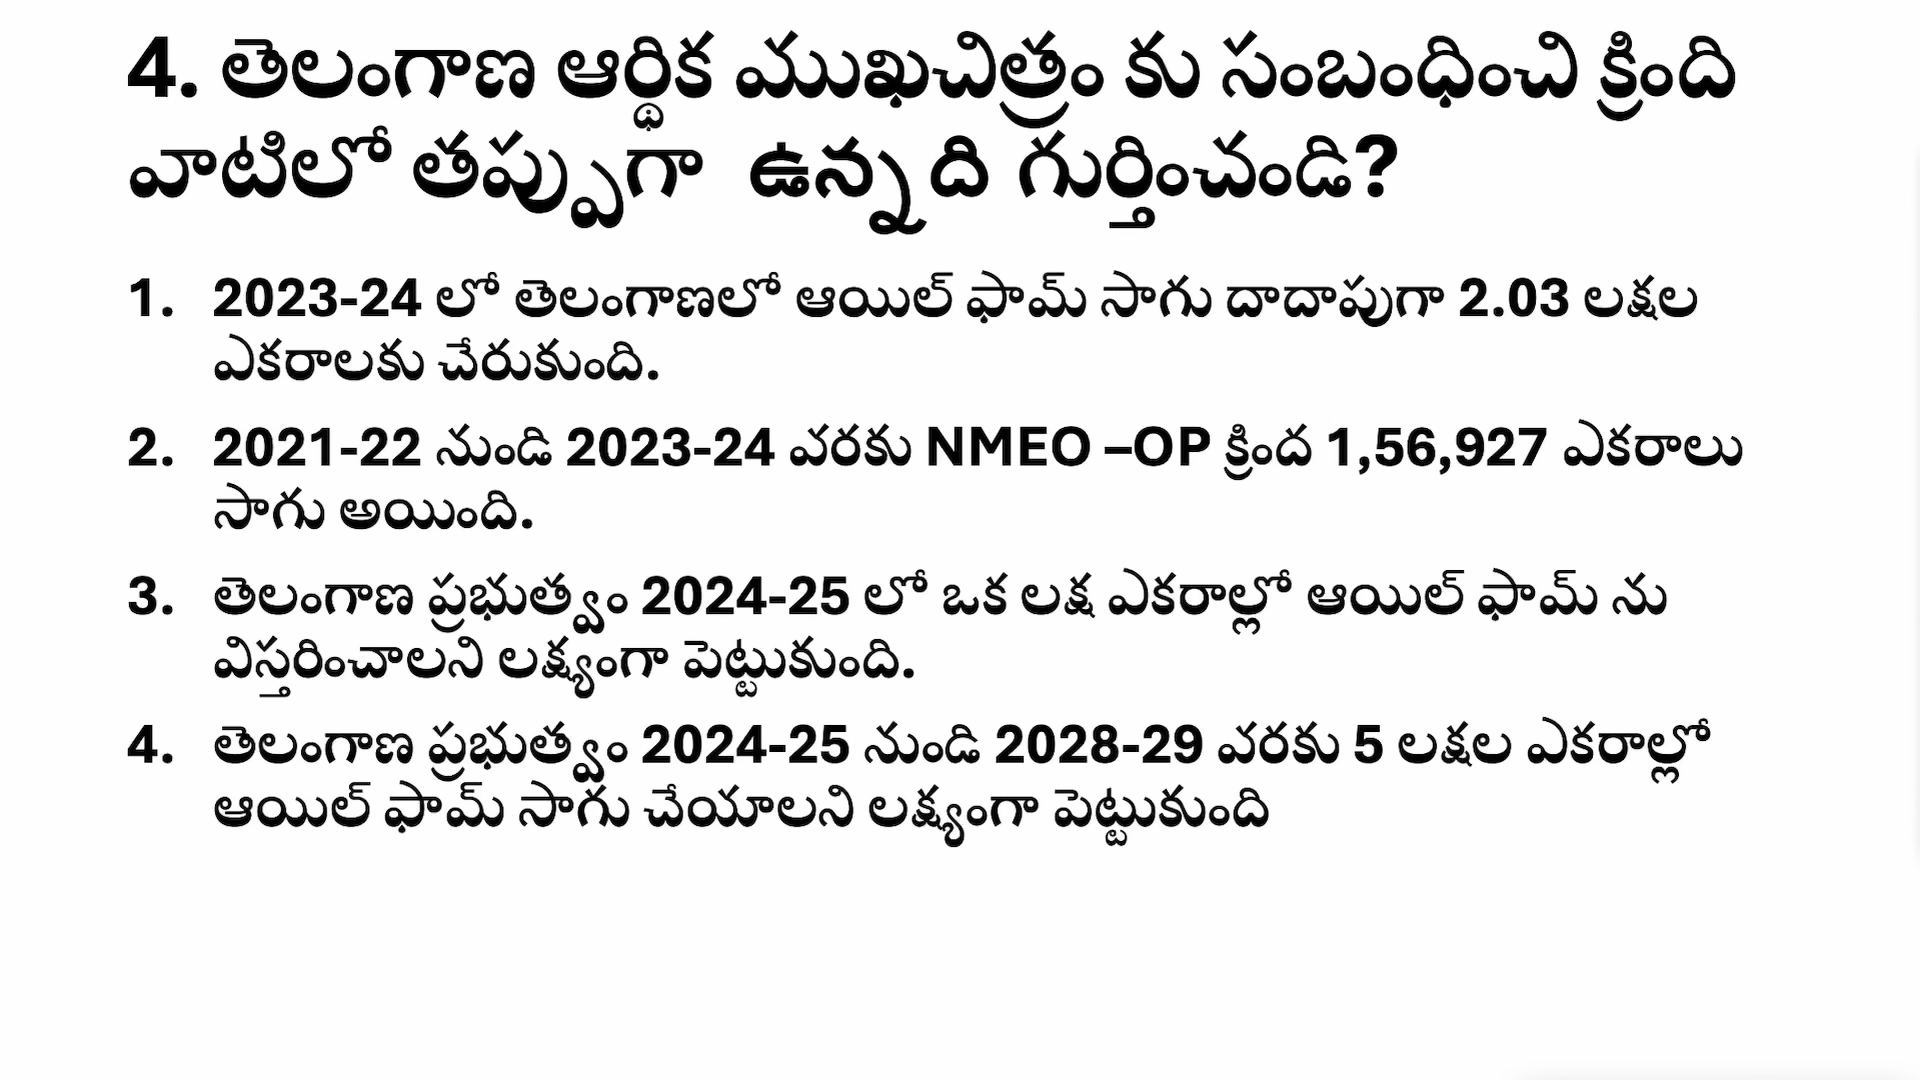 4. తెలంగాణ ఆర్థిక ముఖచిత్రం కు సంబంధించి క్రింది
వాటిలో తప్పుగా ఉన్నది గుర్తించండి?
1. 2023-24 లో తెలంగాణలో ఆయిల్ ఫామ్ సాగు దాదాపుగా 2.03 లక్షల
ఎకరాలకు చేరుకుంది.
2. 2021-22 నుండి 2023-24 వరకు NMEO –OP క్రింద 1,56,927 ఎకరాలు
సాగు అయింది.
3. తెలంగాణ ప్రభుత్వం 2024-25 లో ఒక లక్ష ఎకరాల్లో ఆయిల్ ఫామ్ ను
విస్తరించాలని లక్ష్యంగా పెట్టుకుంది.
4. తెలంగాణ ప్రభుత్వం 2024-25 నుండి 2028-29 వరకు 5 లక్షల ఎకరాల్లో
ఆయిల్ ఫామ్ సాగు చేయాలని లక్ష్యంగా పెట్టుకుంది